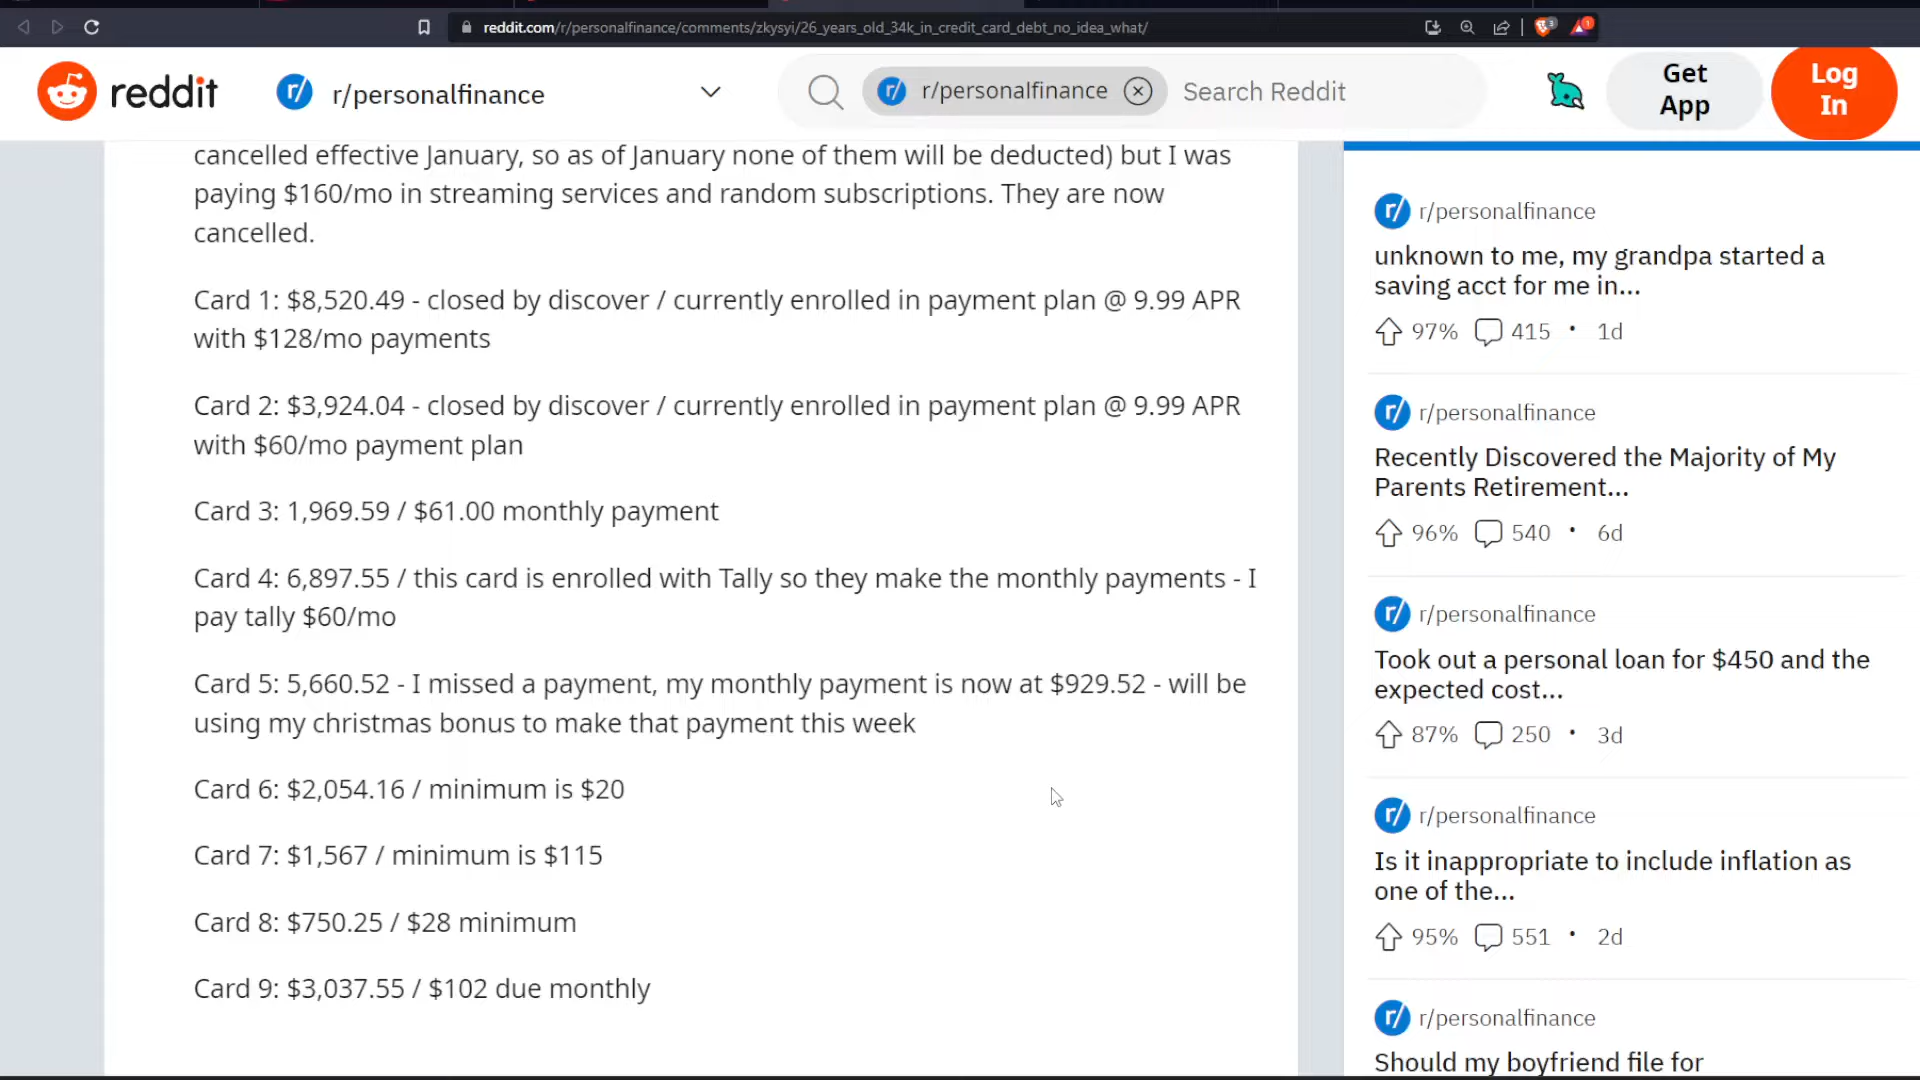 reddit.com/r/personalfinance/comments/zkysyi/26_years_old_34k_in_credit_card_debt_no_idea_what/
3
1
reddit
r/ r/personalfinance
r/ r/personalfinance
Search Reddit
Get
App
Log
In
cancelled effective January, so as of January none of them will be deducted) but I was
paying $160/mo in streaming services and random subscriptions. They are now
cancelled.
Card 1: $8,520.49 - closed by discover / currently enrolled in payment plan @ 9.99 APR
with $128/mo payments
Card 2: $3,924.04 - closed by discover / currently enrolled in payment plan @ 9.99 APR
with $60/mo payment plan
Card 3: 1,969.59 / $61.00 monthly payment
Card 4: 6,897.55 / this card is enrolled with Tally so they make the monthly payments - I
pay tally $60/mo
Card 5: 5,660.52 - I missed a payment, my monthly payment is now at $929.52 - will be
using my christmas bonus to make that payment this week
Card 6: $2,054.16 / minimum is $20
Card 7: $1,567 / minimum is $115
Card 8: $750.25 / $28 minimum
Card 9: $3,037.55 / $102 due monthly
r/ r/personalfinance
unknown to me, my grandpa started a
saving acct for me in...
97% 415 • 1d
r/ r/personalfinance
Recently Discovered the Majority of My
Parents Retirement...
96% 540 • 6d
r/ r/personalfinance
Took out a personal loan for $450 and the
expected cost...
87% 250 • 3d
r/ r/personalfinance
Is it inappropriate to include inflation as
one of the...
95% 551 • 2d
r/ r/personalfinance
Should my boyfriend file for